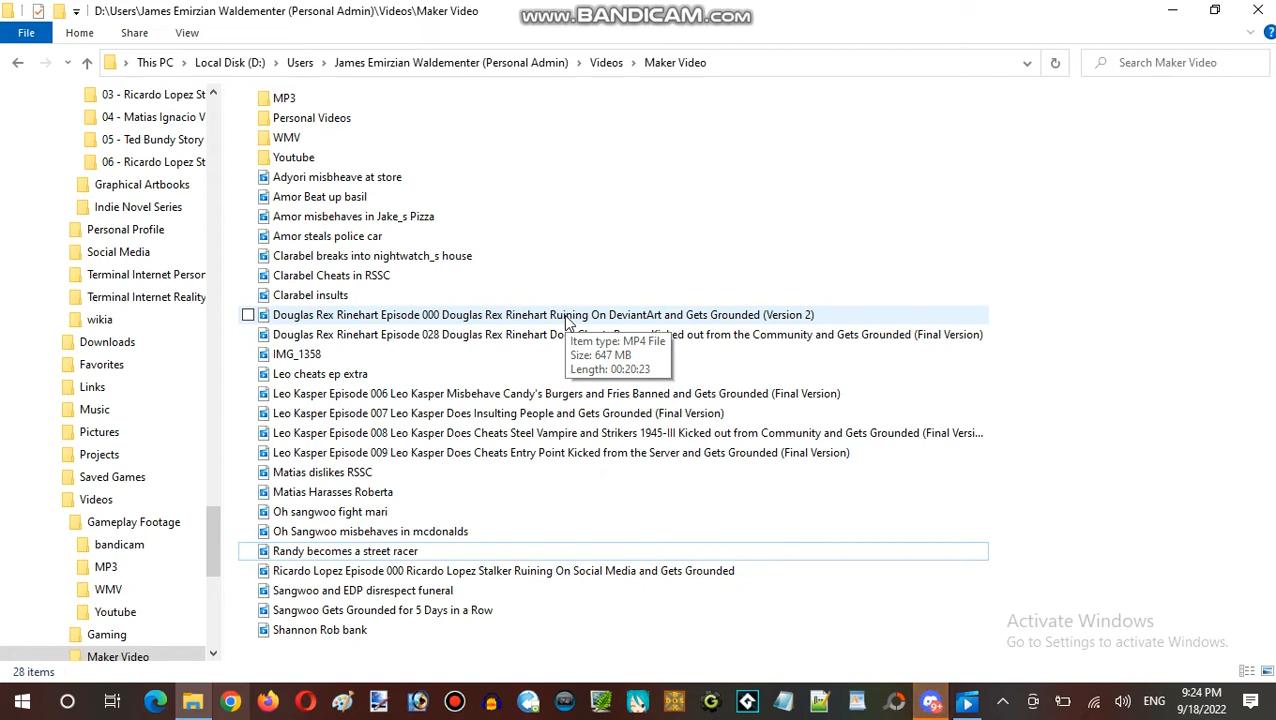 D:\Users\James Emirzian Waldementer (Personal Admin)\Videos\Maker Video
www.BANDICAM.com
File Home Share View
This PC Local Disk (D:) Users James Emirzian Waldementer (Personal Admin) Videos Maker Video
Search Maker Video
03 - Ricardo Lopez St
04 - Matias Ignacio V
05 - Ted Bundy Story
06 - Ricardo Lopez St
Graphical Artbooks
Indie Novel Series
Personal Profile
Social Media
Terminal Internet Person
Terminal Internet Reality
wikia
Downloads
Favorites
Links
Music
Pictures
Projects
Saved Games
Videos
Gameplay Footage
bandicam
MP3
WMV
Youtube
Gaming
Maker Video
MP3
Personal Videos
WMV
Youtube
Adyori misbheave at store
Amor Beat up basil
Amor misbehaves in Jake_s Pizza
Amor steals police car
Clarabel breaks into nightwatch_s house
Clarabel Cheats in RSSC
Clarabel insults
Douglas Rex Rinehart Episode 000 Douglas Rex Rinehart Ruining On DeviantArt and Gets Grounded (Version 2)
Douglas Rex Rinehart Episode 028 Douglas Rex Rinehart Kicked out from the Community and Gets Grounded (Final Version)
Item type: MP4 File
Size: 647 MB
Length: 00:20:23
IMG_1358
Leo cheats ep extra
Leo Kasper Episode 006 Leo Kasper Misbehave Candy's Burgers and Fries Banned and Gets Grounded (Final Version)
Leo Kasper Episode 007 Leo Kasper Does Insulting People and Gets Grounded (Final Version)
Leo Kasper Episode 008 Leo Kasper Does Cheats Steel Vampire and Strikers 1945-III Kicked out from Community and Gets Grounded (Final Versi...
Leo Kasper Episode 009 Leo Kasper Does Cheats Entry Point Kicked from the Server and Gets Grounded (Final Version)
Matias dislikes RSSC
Matias Harasses Roberta
Oh sangwoo fight mari
Oh Sangwoo misbehaves in mcdonalds
Randy becomes a street racer
Ricardo Lopez Episode 000 Ricardo Lopez Stalker Ruining On Social Media and Gets Grounded
Sangwoo and EDP disrespect funeral
Sangwoo Gets Grounded for 5 Days in a Row
Shannon Rob bank
Activate Windows
Go to Settings to activate Windows.
28 items
ENG
9:24 PM
9/18/2022